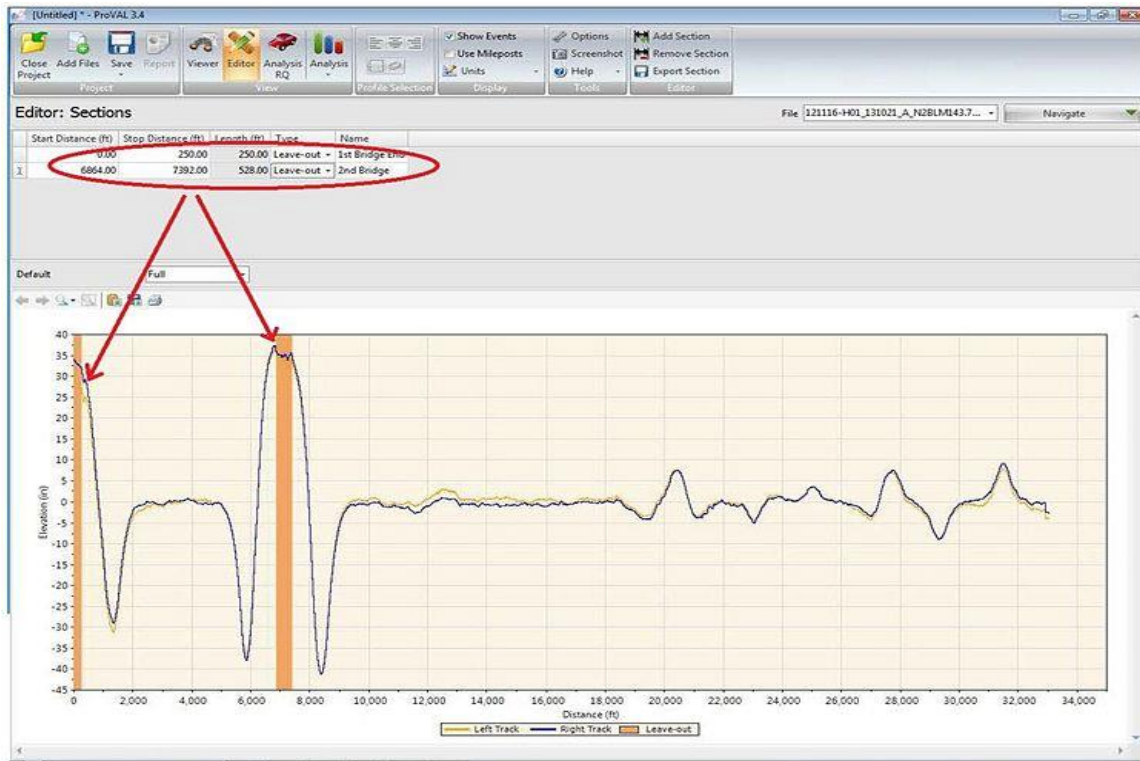 [Untitled] * - ProVAL 3.4
Close Project
Add Files
Save
Report
Project
Viewer
Editor
Analysis RQ
Analysis
View
Profile Selection
Show Events
Use Mileposts
Units
Display
Options
Screenshot
Help
Tools
Add Section
Remove Section
Export Section
Editor
Editor: Sections
File 121116-H01_131021_A_N2BLM143.7...
Navigate
Start Distance (ft) Stop Distance (ft) Length (ft) Type Name
0.00 250.00 250.00 Leave-out 1st Bridge End
6864.00 7392.00 528.00 Leave-out 2nd Bridge
Default Full
40
35
30
25
20
15
10
5
0
-5
-10
-15
-20
-25
-30
-35
-40
-45
Elevation (in)
0 2,000 4,000 6,000 8,000 10,000 12,000 14,000 16,000 18,000 20,000 22,000 24,000 26,000 28,000 30,000 32,000 34,000
Distance (ft)
Left Track Right Track Leave-out